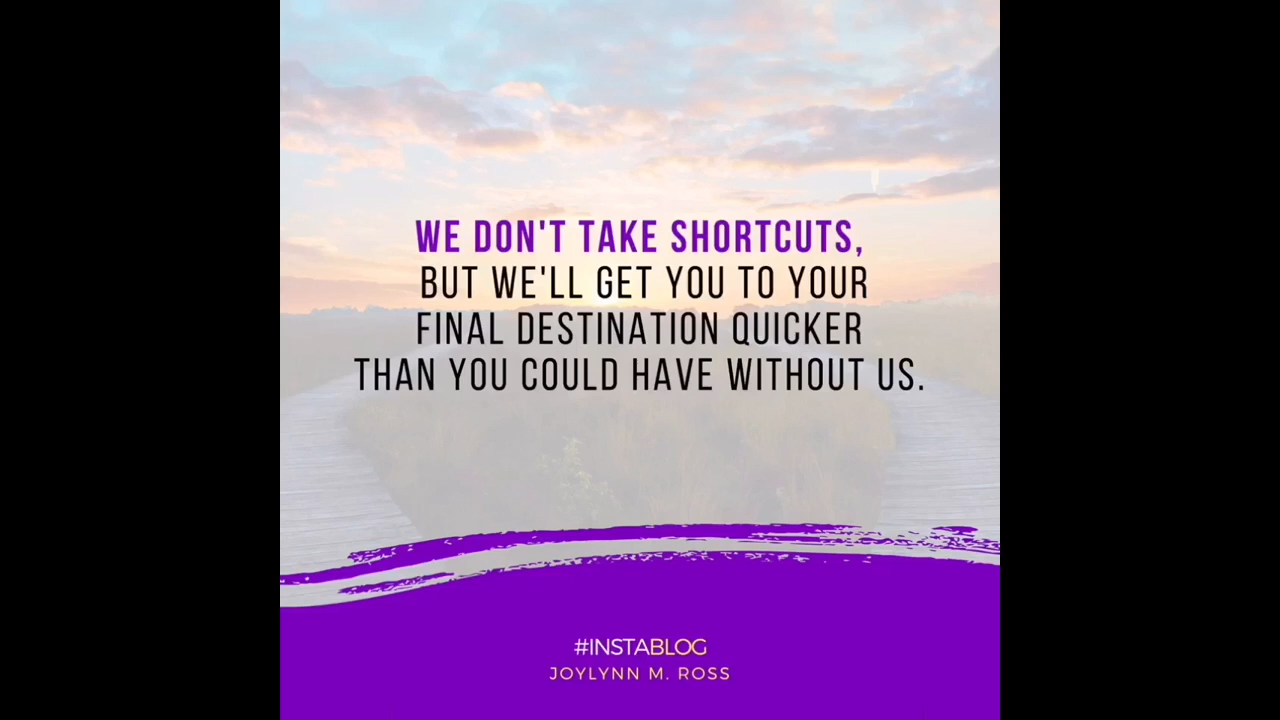 WE DON'T TAKE SHORTCUTS,
BUT WE'LL GET YOU TO YOUR
FINAL DESTINATION QUICKER
THAN YOU COULD HAVE WITHOUT US.
#INSTABLOG
JOYLYNN M. ROSS